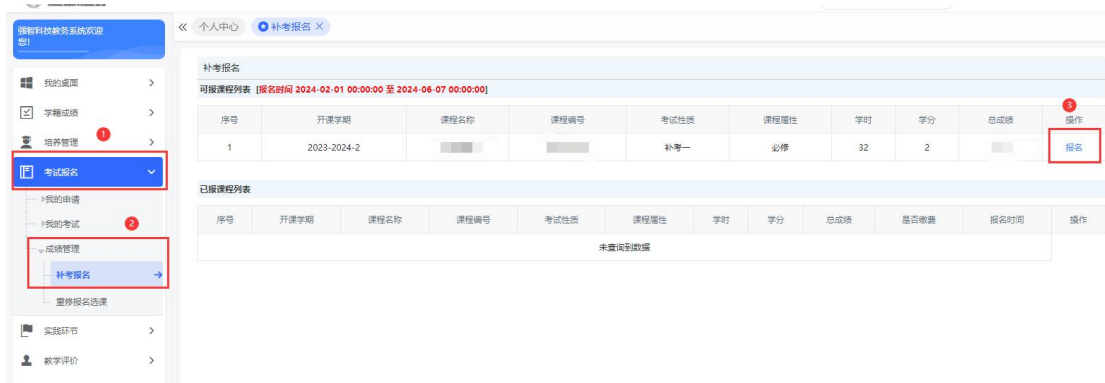 强智科技教务系统欢迎
您!
个人中心 补考报名
我的桌面
学籍成绩
1
培养管理
考试报名
我的申请
我的考试
2
成绩管理
补考报名
重修报名选课
实践环节
教学评价
补考报名
可报课程列表 [报名时间 2024-02-01 00:00:00 至 2024-06-07 00:00:00]
3
序号 开课学期 课程名称 课程编号 考试性质 课程属性 学时 学分 总成绩 操作
1 2023-2024-2 补考一 必修 32 2 报名
已报课程列表
序号 开课学期 课程名称 课程编号 考试性质 课程属性 学时 学分 总成绩 是否缴费 报名时间 操作
未查询到数据